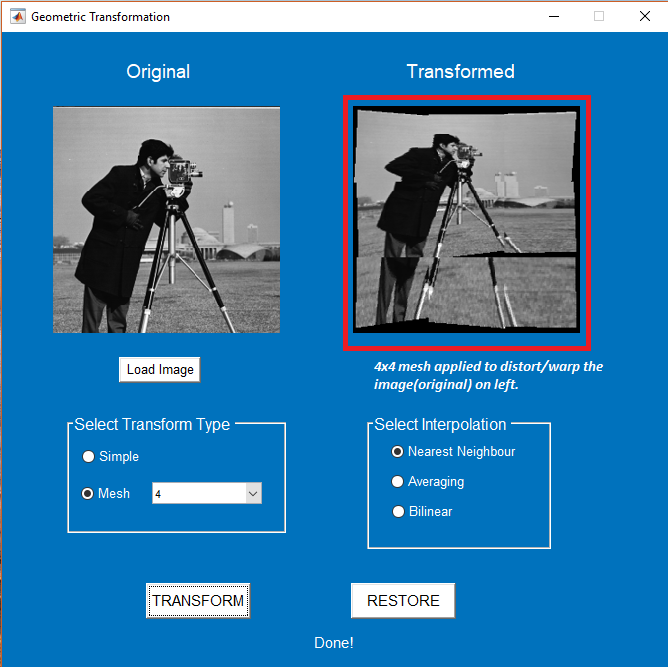 Geometric Transformation
Original
Transformed
Load Image
4x4 mesh applied to distort/warp the
image(original) on left.
Select Transform Type
Simple
Mesh
4
Select Interpolation
Nearest Neighbour
Averaging
Bilinear
TRANSFORM
RESTORE
Done!